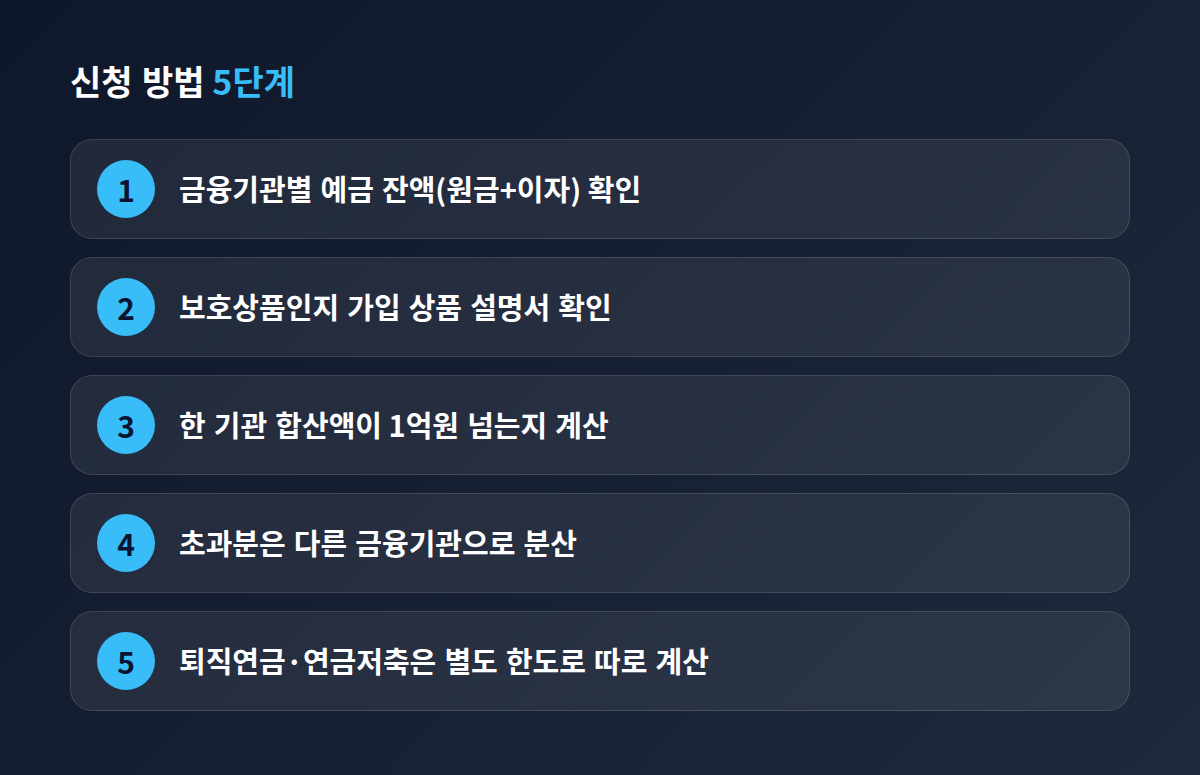 신청 방법 5단계
1 금융기관별 예금 잔액(원금+이자) 확인
2 보호상품인지 가입 상품 설명서 확인
3 한 기관 합산액이 1억원 넘는지 계산
4 초과분은 다른 금융기관으로 분산
5 퇴직연금·연금저축은 별도 한도로 따로 계산